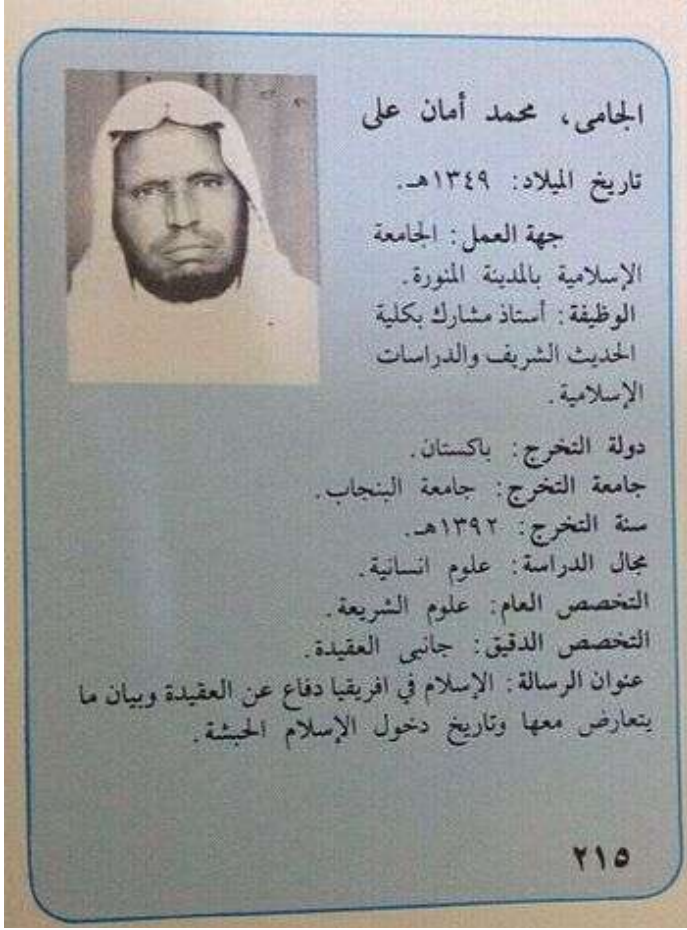 الجامى، محمد أمان على
تاريخ الميلاد: ١٣٤٩هـ.
جهة العمل: الجامعة
الإسلامية بالمدينة المنورة.
الوظيفة: أستاذ مشارك بكلية
الحديث الشريف والدراسات
الإسلامية.
دولة التخرج: باكستان.
جامعة التخرج: جامعة البنجاب.
سنة التخرج: ١٣٩٢هـ.
مجال الدراسة: علوم انسانية.
التخصص العام: علوم الشريعة.
التخصص الدقيق: جانبى العقيدة.
عنوان الرسالة: الإسلام في افريقيا دفاع عن العقيدة وبيان ما
يتعارض معها وتاريخ دخول الإسلام الحبشة.
٢١٥